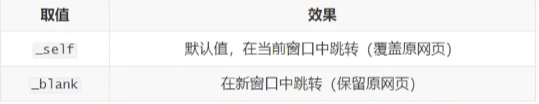 取值 效果
_self 默认值，在当前窗口中跳转（覆盖原网页）
_blank 在新窗口中跳转（保留原网页）